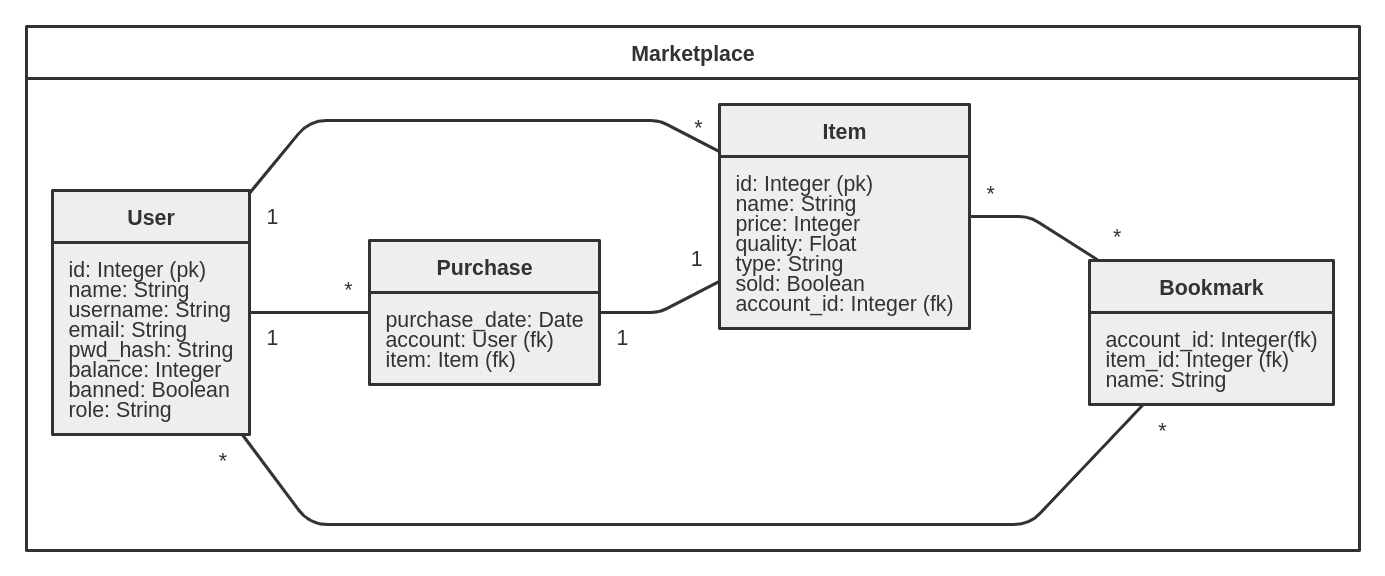 Marketplace
User
id: Integer (pk)
name: String
username: String
email: String
pwd_hash: String
balance: Integer
banned: Boolean
role: String
1
1
*
Purchase
purchase_date: Date
account: User (fk)
item: Item (fk)
*
1
Item
id: Integer (pk)
name: String
price: Integer
quality: Float
type: String
sold: Boolean
account_id: Integer (fk)
*
1
*
Bookmark
account_id: Integer(fk)
item_id: Integer (fk)
name: String
*
*